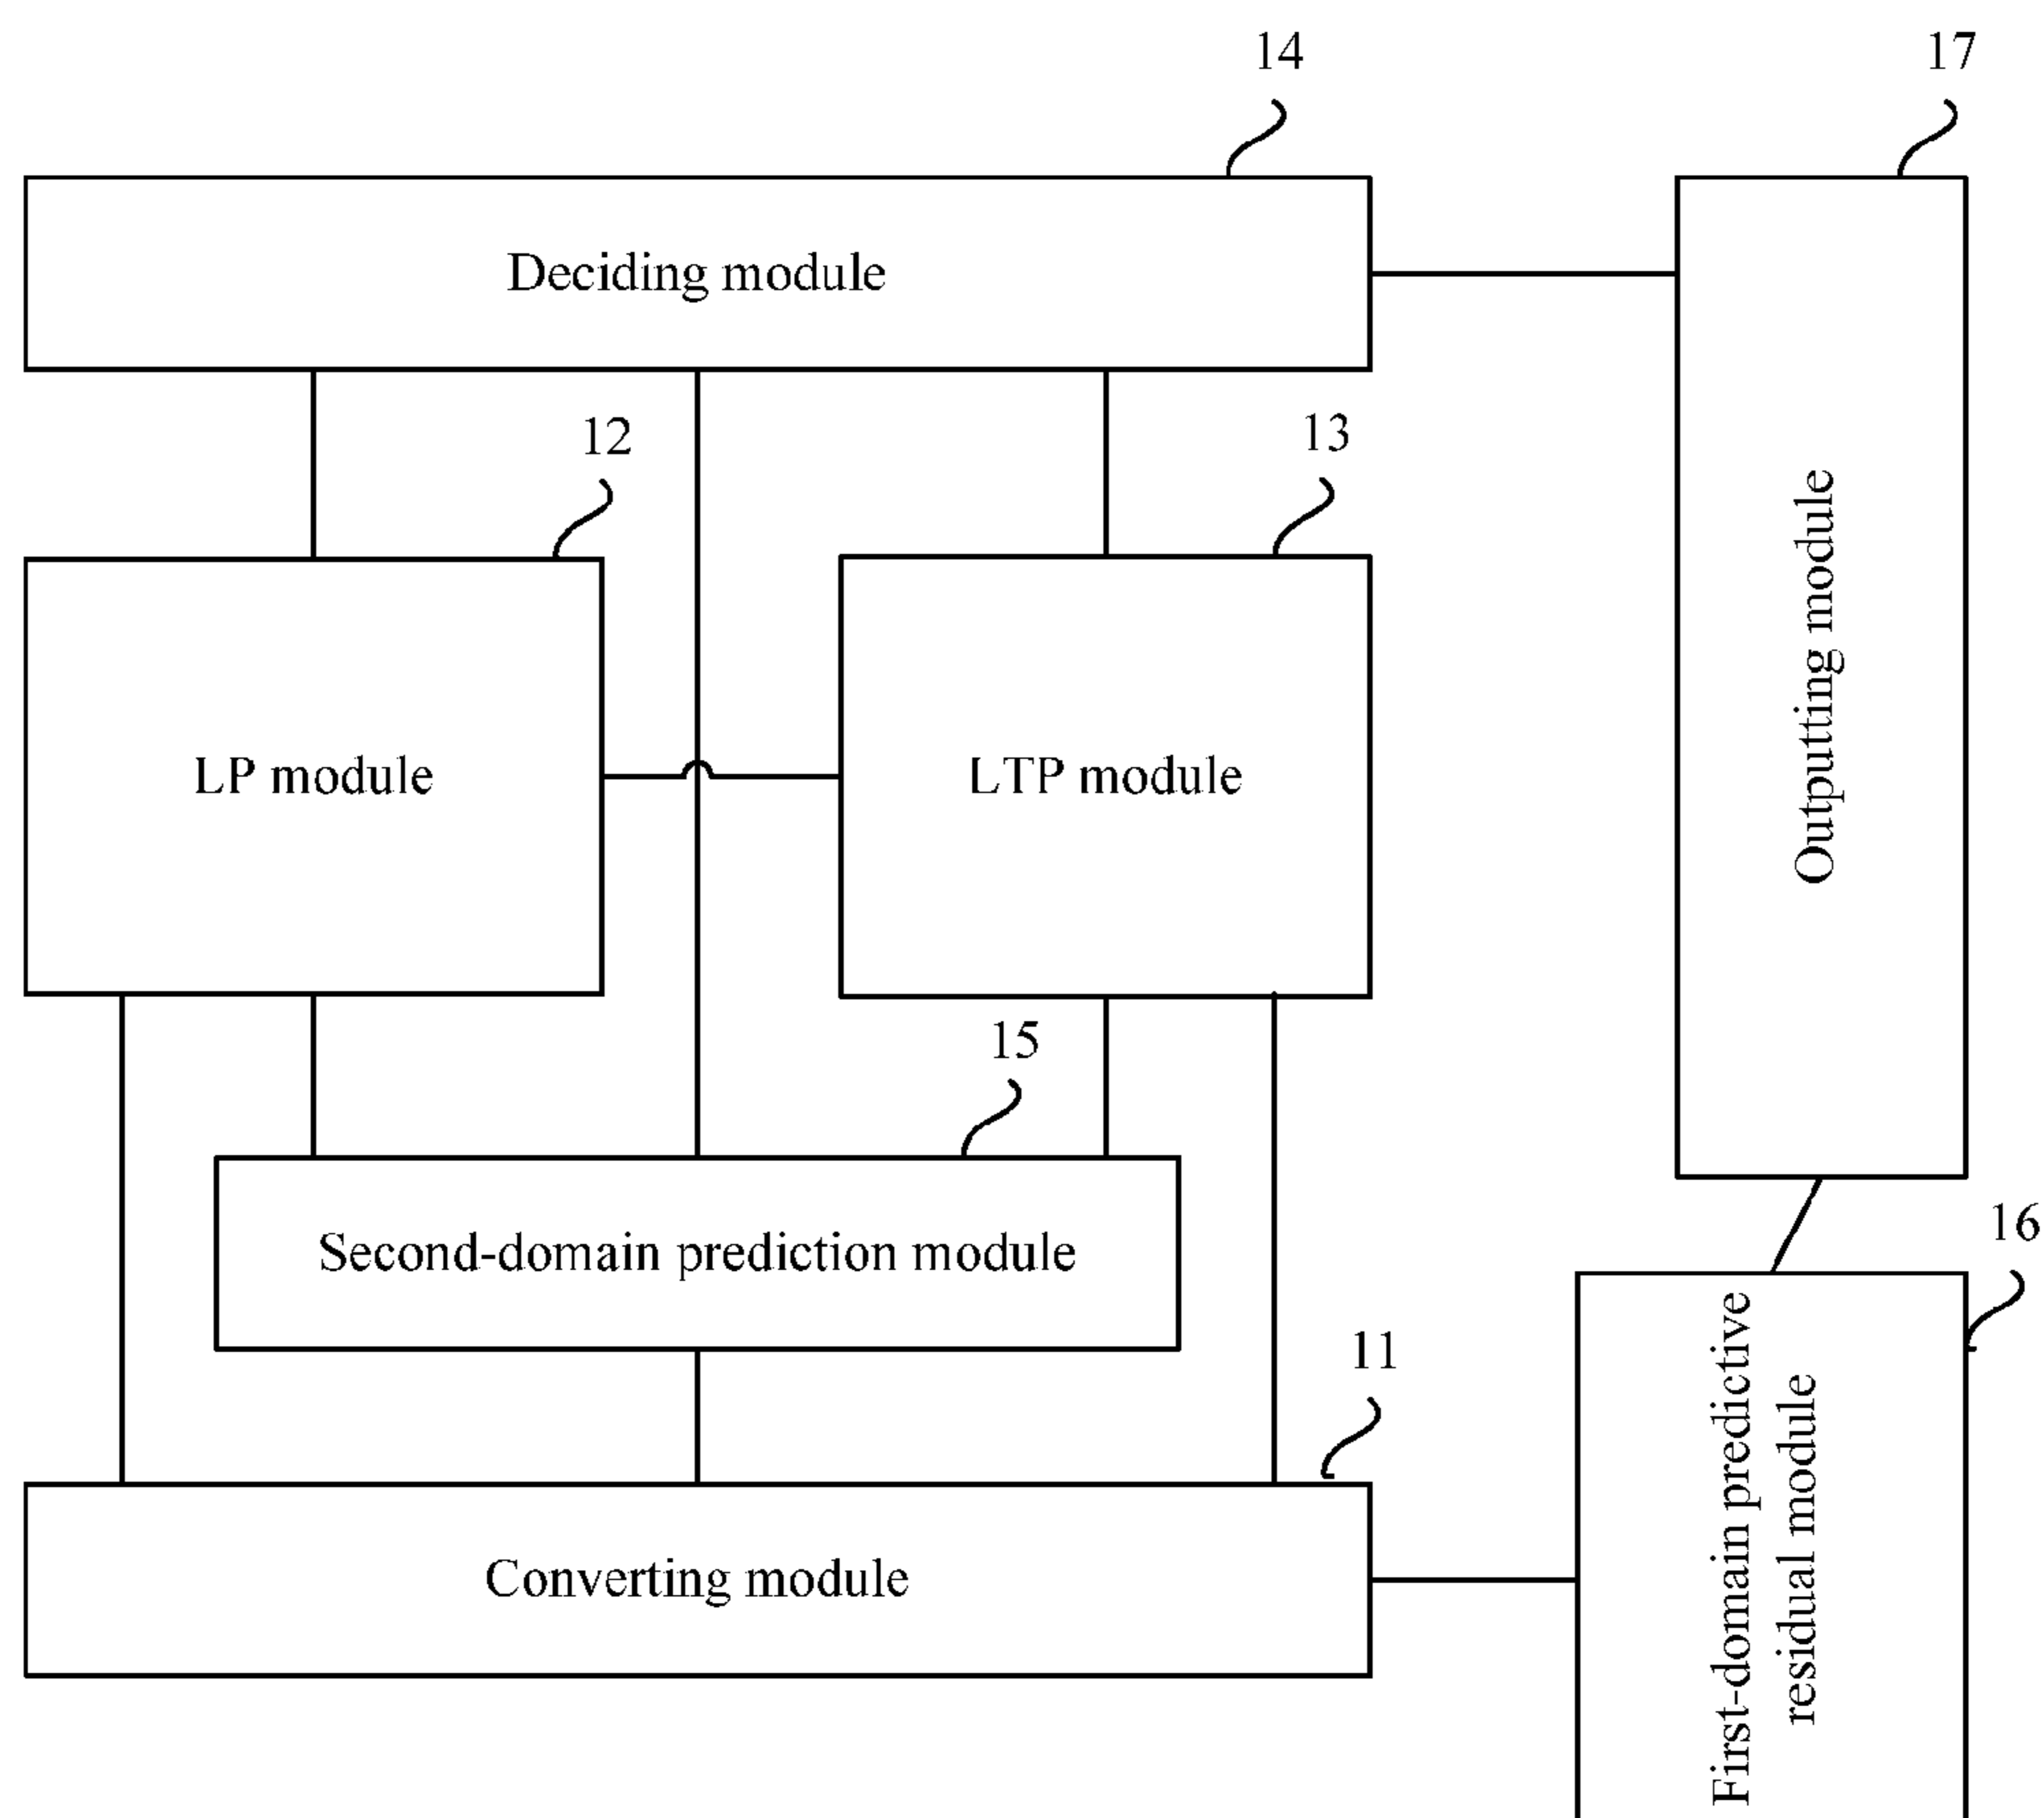 14
17
Deciding module
12
13
Outputting module
LP module
LTP module
15
16
Second-domain prediction module
11
First-domain predictive
residual module
Converting module